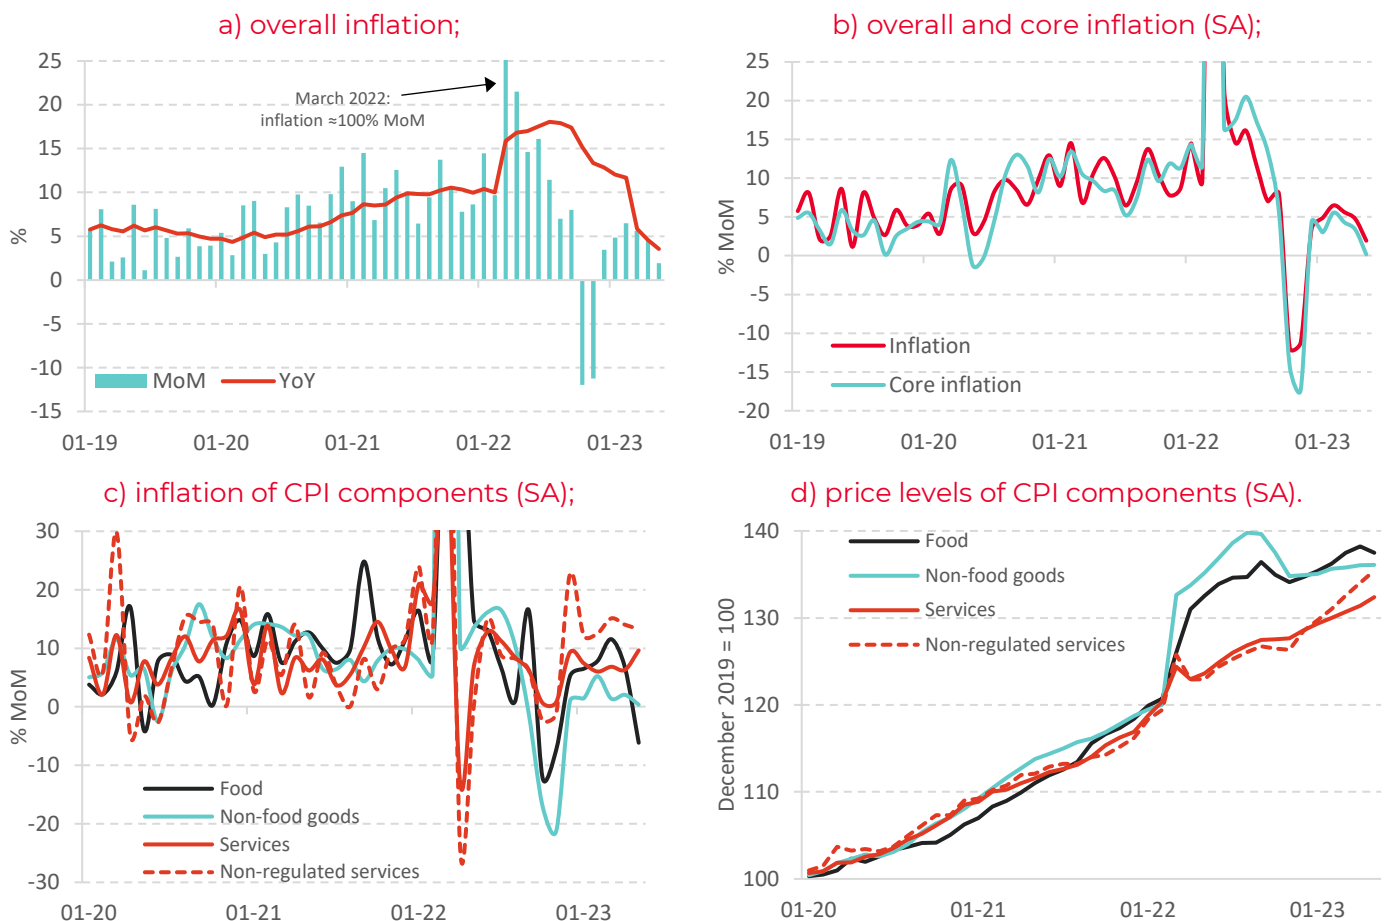 a) overall inflation;
25
20
15
10
5
0
-5
-10
-15
%
March 2022:
inflation ≈100% MoM
MoM
YoY
01-19
01-20
01-21
01-22
01-23
b) overall and core inflation (SA);
25
20
15
10
5
0
-5
-10
-15
-20
% MoM
Inflation
Core inflation
01-19
01-20
01-21
01-22
01-23
c) inflation of CPI components (SA);
30
20
10
0
-10
-20
-30
% MoM
Food
Non-food goods
Services
Non-regulated services
01-20
01-21
01-22
01-23
d) price levels of CPI components (SA).
140
130
120
110
100
December 2019 = 100
Food
Non-food goods
Services
Non-regulated services
01-20
01-21
01-22
01-23